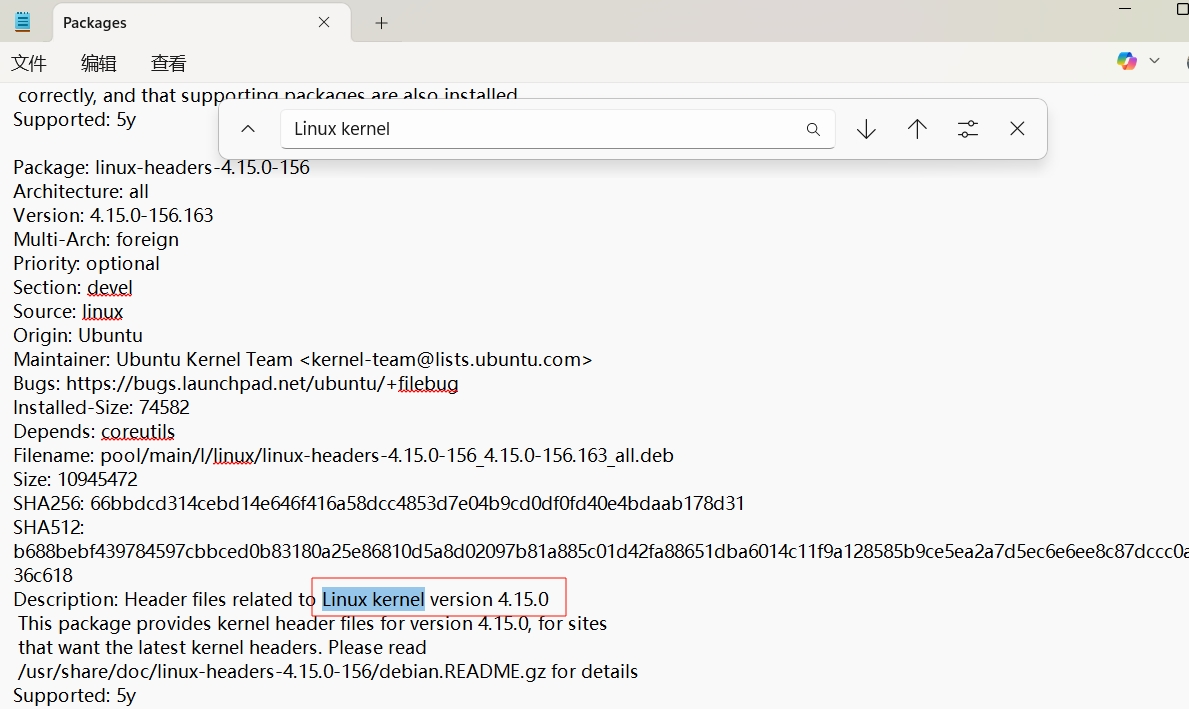 Packages
文件 编辑 查看
correctly, and that supporting packages are also installed
Supported: 5y
Linux kernel
Package: linux-headers-4.15.0-156
Architecture: all
Version: 4.15.0-156.163
Multi-Arch: foreign
Priority: optional
Section: devel
Source: linux
Origin: Ubuntu
Maintainer: Ubuntu Kernel Team <kernel-team@lists.ubuntu.com>
Bugs: https://bugs.launchpad.net/ubuntu/+filebug
Installed-Size: 74582
Depends: coreutils
Filename: pool/main/l/linux/linux-headers-4.15.0-156_4.15.0-156.163_all.deb
Size: 10945472
SHA256: 66bbdcd314cebd14e646f416a58dcc4853d7e04b9cd0df0fd40e4bdaab178d31
SHA512:
b688bebf439784597cbbced0b83180a25e86810d5a8d02097b81a885c01d42fa88651dba6014c11f9a128585b9ce5ea2a7d5ec6e6ee8c87dccc0a
36c618
Description: Header files related to Linux kernel version 4.15.0
This package provides kernel header files for version 4.15.0, for sites
that want the latest kernel headers. Please read
/usr/share/doc/linux-headers-4.15.0-156/debian.README.gz for details
Supported: 5y